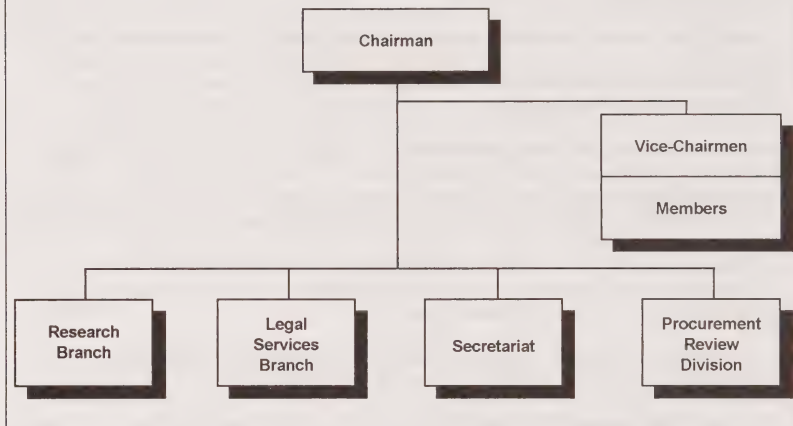 Chairman
Vice-Chairmen
Members
Research
Branch
Legal
Services
Branch
Secretariat
Procurement
Review
Division